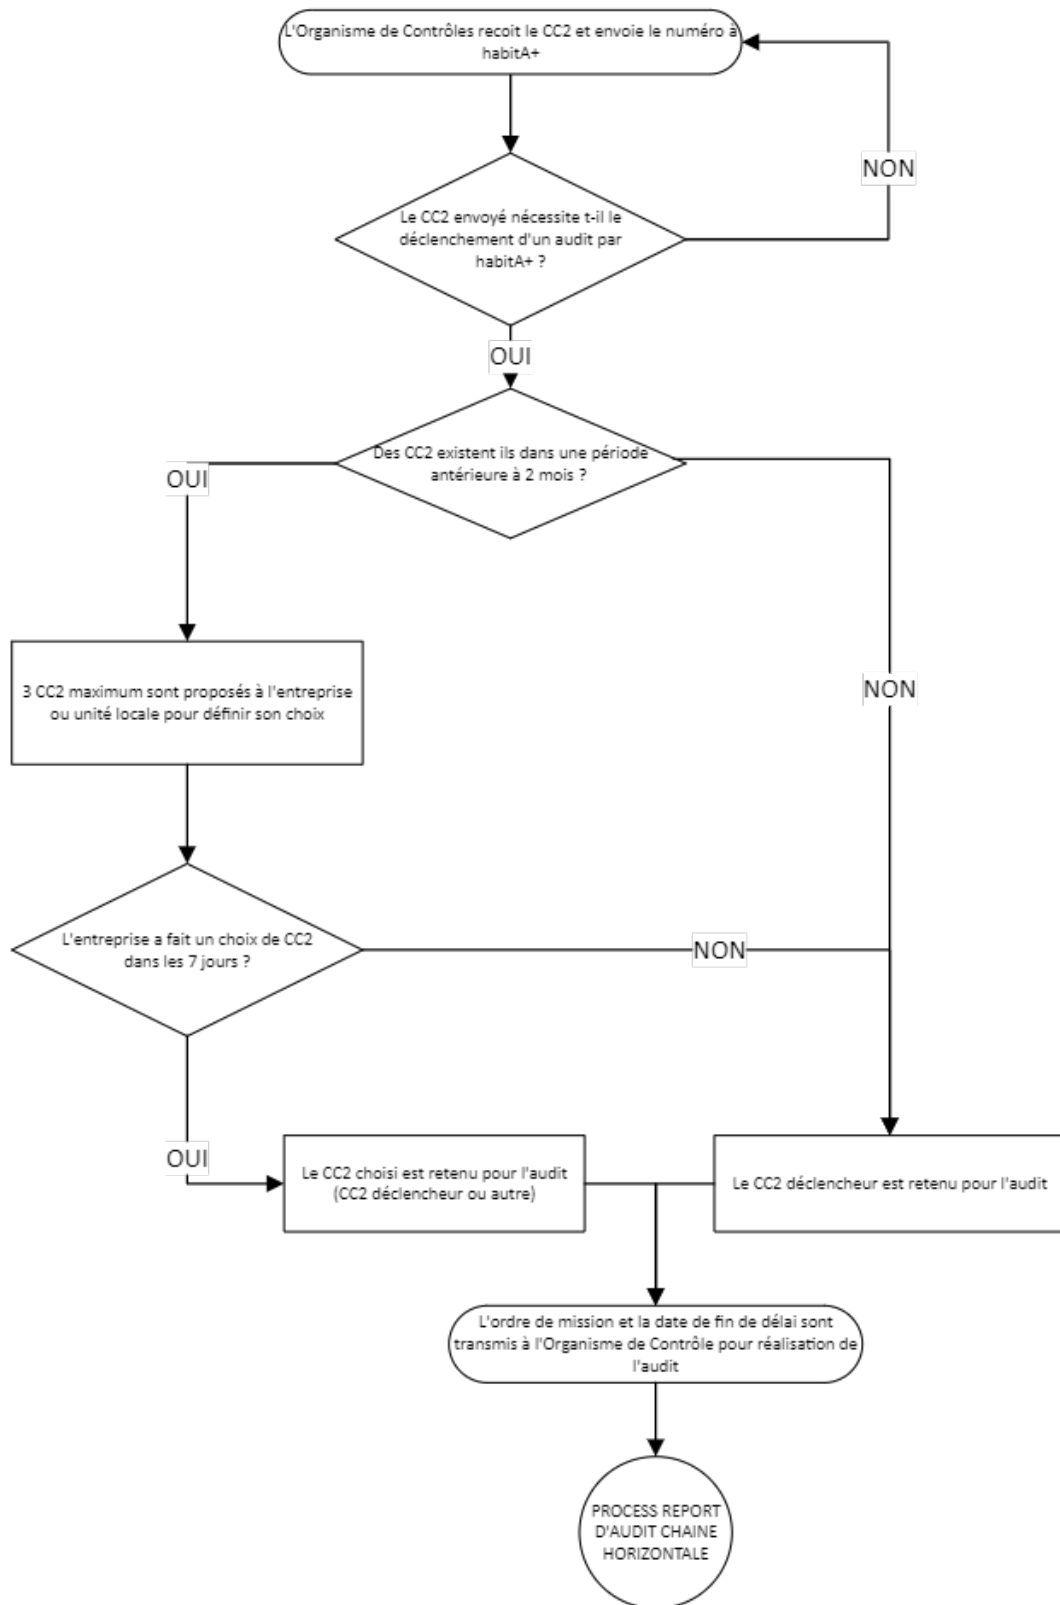 L'Organisme de Contrôles recoit le CC2 et envoie le numéro à
habitA+
NON
Le CC2 envoyé nécessite t-il le
déclenchement d'un audit par
habitA+ ?
OUI
Des CC2 existent ils dans une période
antérieure à 2 mois ?
OUI
3 CC2 maximum sont proposés à l'entreprise
ou unité locale pour définir son choix
NON
L'entreprise a fait un choix de CC2
dans les 7 jours ?
NON
OUI
Le CC2 choisi est retenu pour l'audit
(CC2 déclencheur ou autre)
Le CC2 déclencheur est retenu pour l'audit
L'ordre de mission et la date de fin de délai sont
transmis à l'Organisme de Contrôle pour réalisation de
l'audit
PROCESS REPORT
D'AUDIT CHAINE
HORIZONTALE